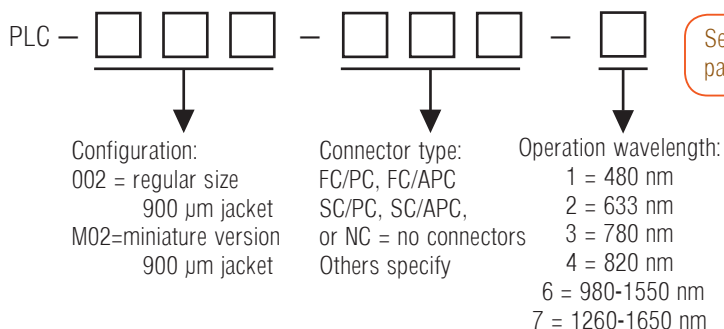 PLC – –  –
Se
pa
Configuration:
002 = regular size
900 µm jacket
M02=miniature version
900 µm jacket
Connector type:
FC/PC, FC/APC
SC/PC, SC/APC,
or NC = no connectors
Others specify
Operation wavelength:
1 = 480 nm
2 = 633 nm
3 = 780 nm
4 = 820 nm
6 = 980-1550 nm
7 = 1260-1650 nm